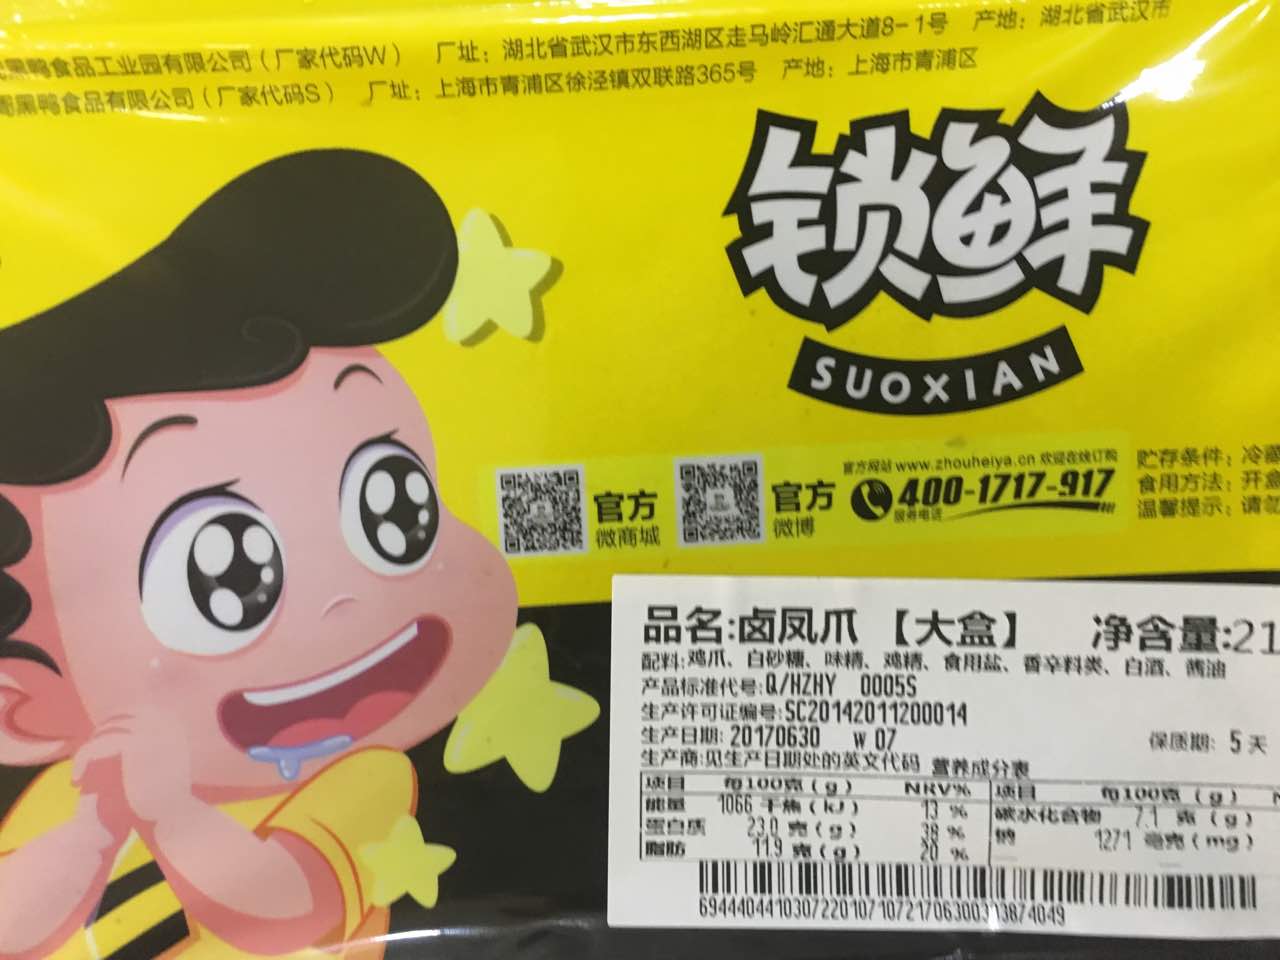 黑鸭食品工业园有限公司（厂家代码W） 厂址：湖北省武汉市东西湖区走马岭汇通大道8-1号 产地：湖北省武汉市
周黑鸭食品有限公司（厂家代码S） 厂址：上海市青浦区徐泾镇双联路365号 产地：上海市青浦区
锁鲜
SUOXIAN
官方
微商城
官方
微博
官方网站 www.zhouheiya.cn 欢迎在线订购
400-1717-917
服务电话
贮存条件：冷藏
食用方法：开盒
温馨提示：请勿
品名:卤凤爪 【大盒】 净含量:21
配料:鸡爪、白砂糖、味精、鸡精、食用盐、香辛料类、白酒、酱油
产品标准代号:Q/HZHY 0005S
生产许可证编号:SC20142011200014
生产日期: 20170630 W 07 保质期: 5 天
生产商:见生产日期处的英文代码 营养成分表
项目 每100克(g) NRV% 项目 每100克(g) N
能量 1066 千焦(kJ) 13 % 碳水化合物 7.1 克(g)
蛋白质 23.0 克(g) 38 % 钠 1271 毫克(mg)
脂肪 11.9 克(g) 20 %